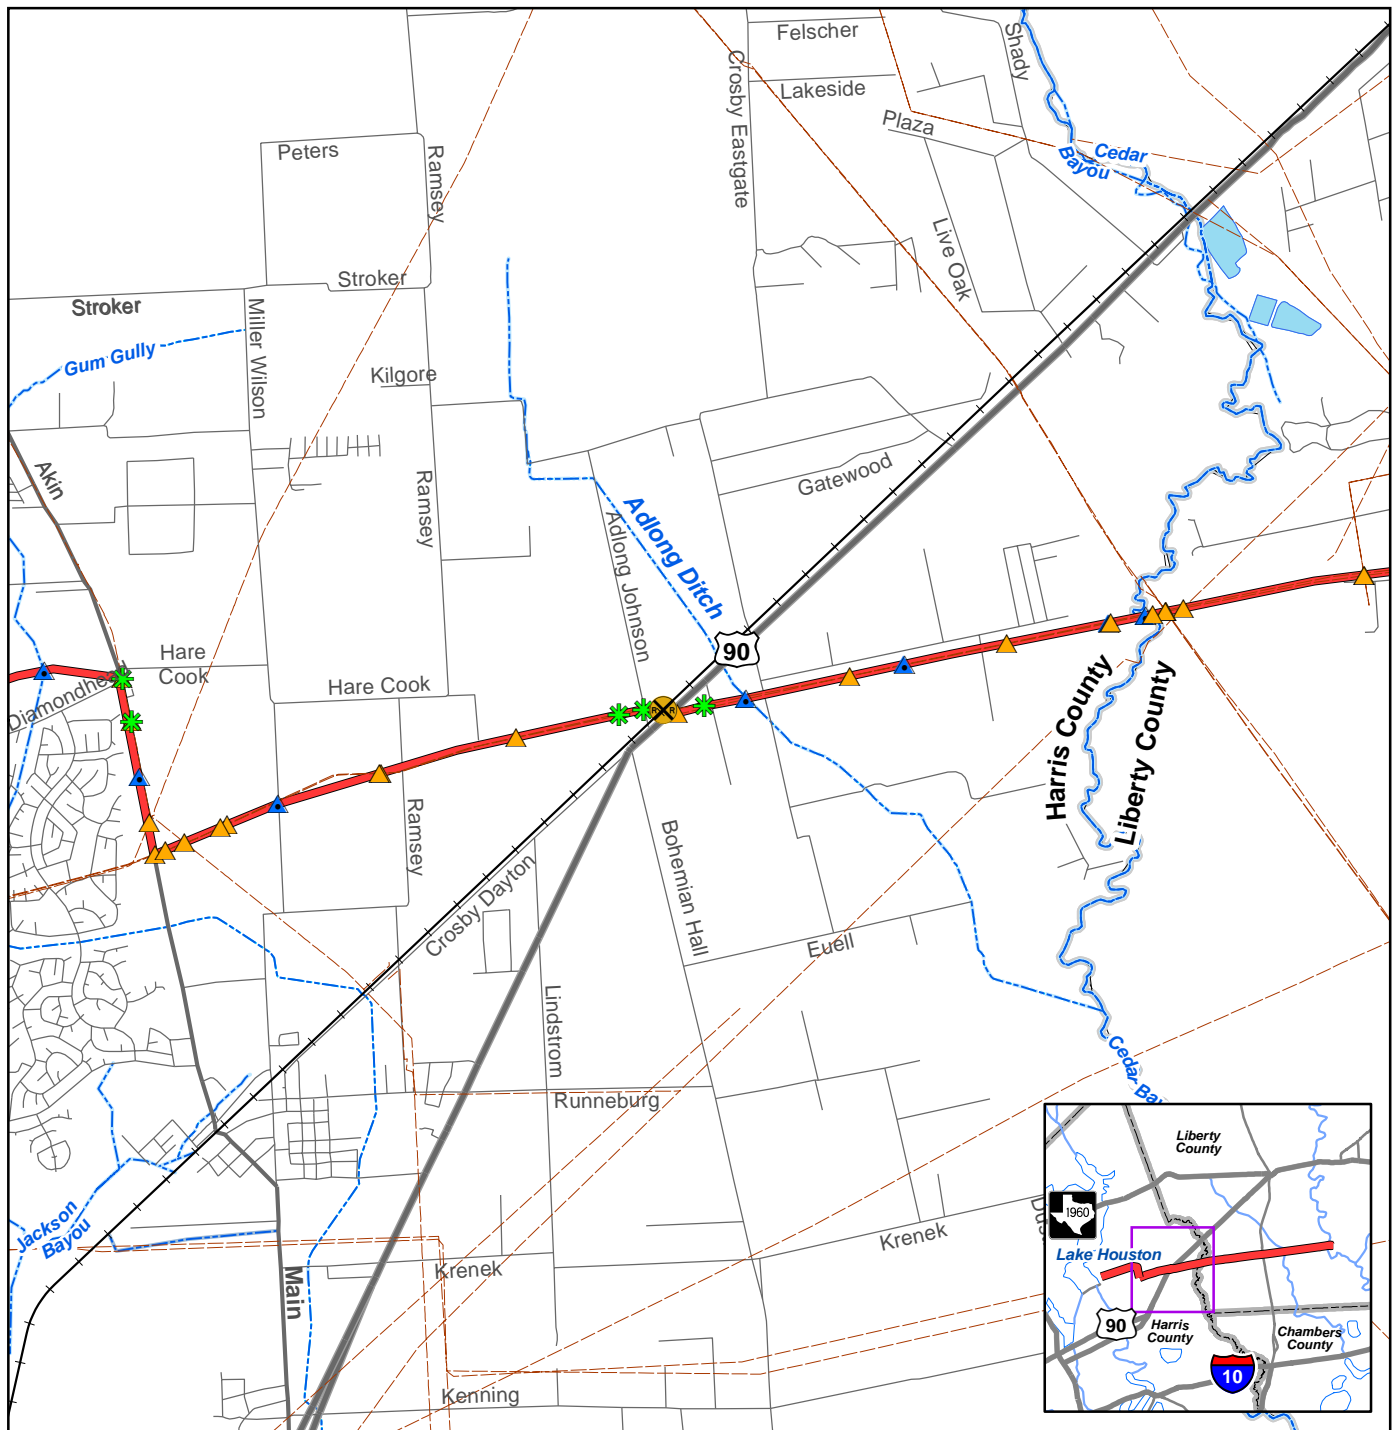 Felscher
Shady
Crosby Eastgate
Lakeside
Plaza
Cedar
Bayou
Peters
Ramsey
Live Oak
Stroker
Stroker
Miller Wilson
Gum Gully
Kilgore
Akin
Ramsey
Gatewood
Adlong Ditch
Adlong Johnson
90
Hare
Cook
Diamondhead
Hare Cook
R R
Harris County
Liberty County
Ramsey
Bohemian Hall
Crosby Dayton
Euell
Lindstrom
Cedar Ba
Runneburg
Jackson
Bayou
Krenek
Krenek
Main
Kenning
Liberty
County
1960
Lake Houston
90
Harris
County
Chambers
County
10